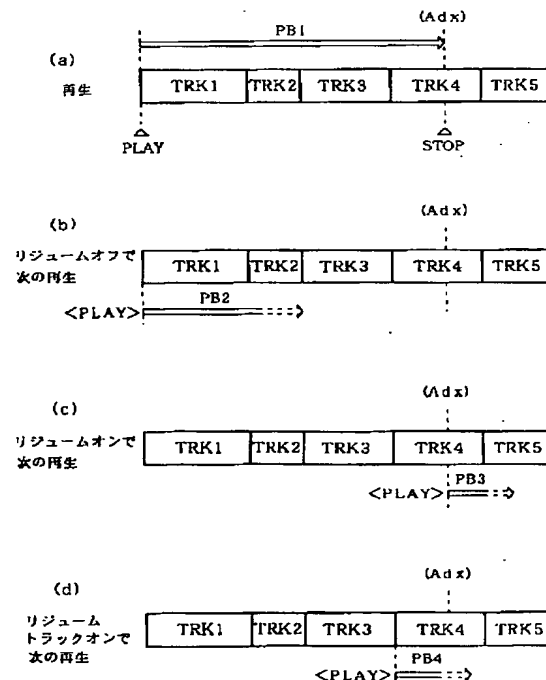 (Adx)
PB1
(a)
再生
TRK1 TRK2 TRK3 TRK4 TRK5
PLAY STOP
(Adx)
(b)
リジュームオフで
次の再生
TRK1 TRK2 TRK3 TRK4 TRK5
<PLAY> PB2
(Adx)
(c)
リジュームオンで
次の再生
TRK1 TRK2 TRK3 TRK4 TRK5
<PLAY> PB3
(Adx)
(d)
リジューム
トラックオンで
次の再生
TRK1 TRK2 TRK3 TRK4 TRK5
<PLAY> PB4